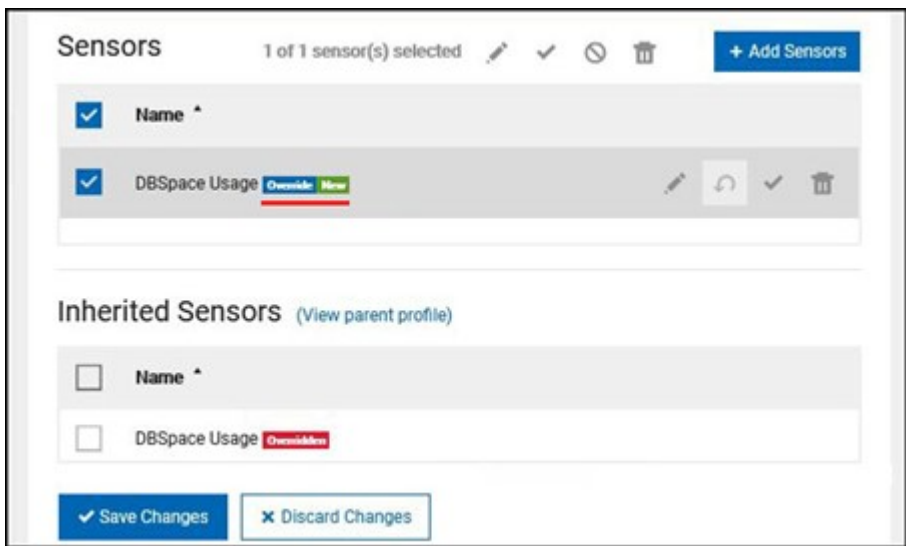 Sensors 1 of 1 sensor(s) selected + Add Sensors
Name
DBSpace Usage Override New
Inherited Sensors (View parent profile)
Name
DBSpace Usage Overridden
Save Changes Discard Changes